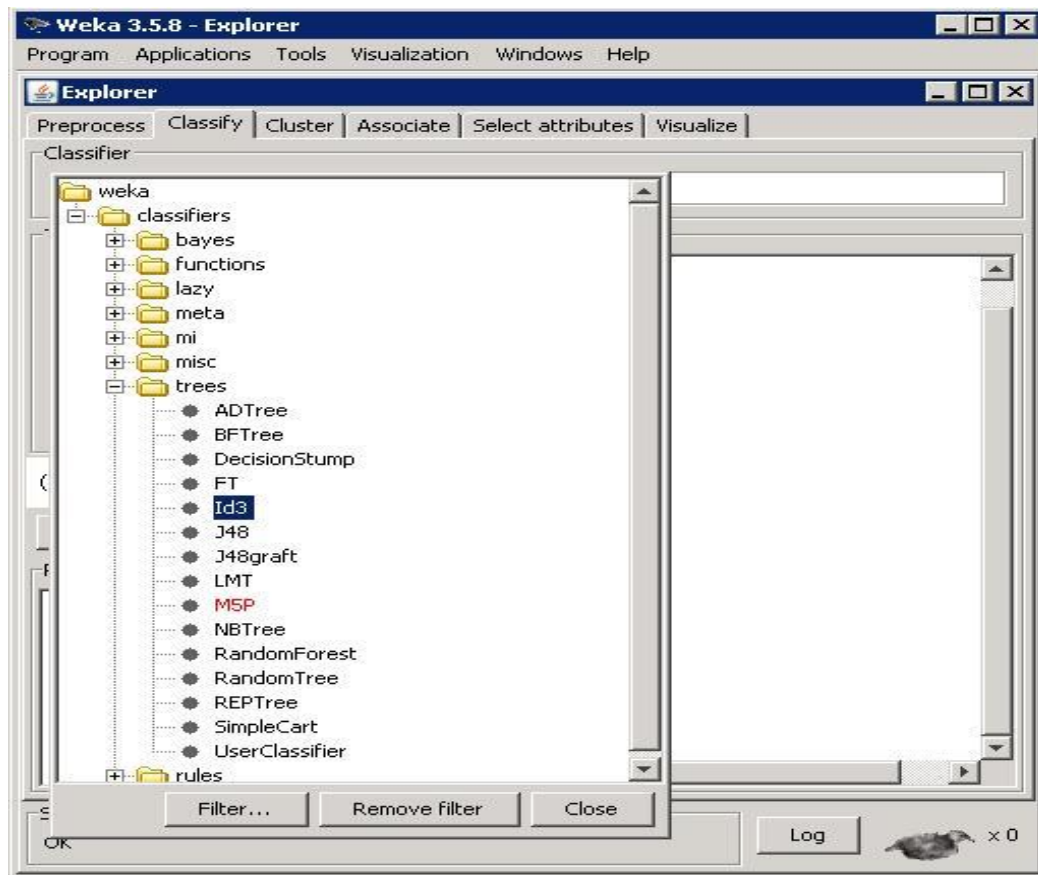 Weka 3.5.8 - Explorer
Program Applications Tools Visualization Windows Help
Explorer
Preprocess Classify Cluster Associate Select attributes Visualize
Classifier
weka
classifiers
bayes
functions
lazy
meta
mi
misc
trees
ADTree
BFTree
DecisionStump
FT
Id3
J48
J48graft
LMT
M5P
NBTree
RandomForest
RandomTree
REPTree
SimpleCart
UserClassifier
rules
Filter... Remove filter Close
OK
Log x 0